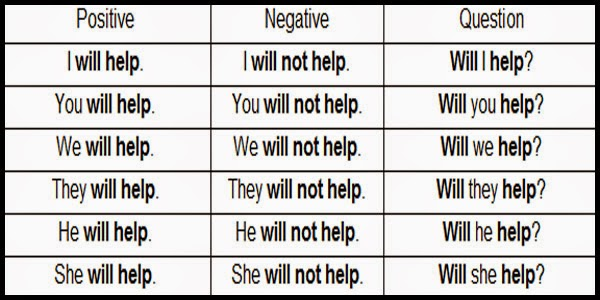 Positive Negative Question
I will help. I will not help. Will I help?
You will help. You will not help. Will you help?
We will help. We will not help. Will we help?
They will help. They will not help. Will they help?
He will help. He will not help. Will he help?
She will help. She will not help. Will she help?